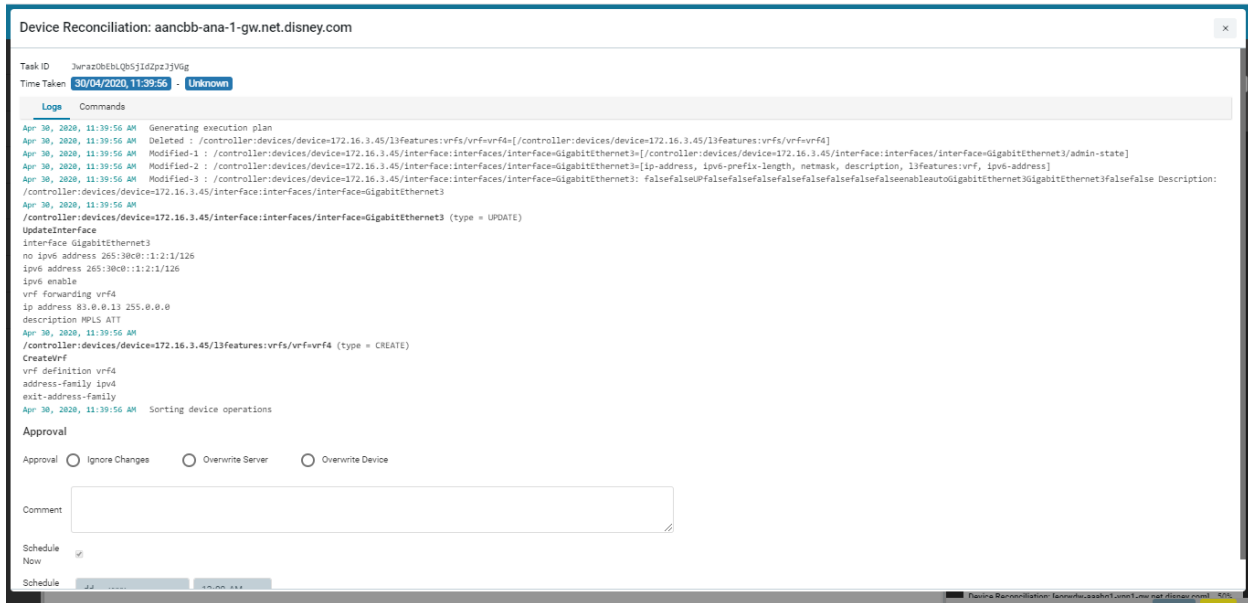 Device Reconciliation: aancbb-ana-1-gw.net.disney.com
×
Task ID JwrazObEbLQbSjIdZpzJjVGg
Time Taken 30/04/2020, 11:39:56 - Unknown
Logs Commands
Apr 30, 2020, 11:39:56 AM Generating execution plan
Apr 30, 2020, 11:39:56 AM Deleted : /controller:devices/device=172.16.3.45/l3features:vrfs/vrf=vrf4=[/controller:devices/device=172.16.3.45/l3features:vrfs/vrf=vrf4]
Apr 30, 2020, 11:39:56 AM Modified-1 : /controller:devices/device=172.16.3.45/interface:interfaces/interface=GigabitEthernet3=[/controller:devices/device=172.16.3.45/interface:interfaces/interface=GigabitEthernet3/admin-state]
Apr 30, 2020, 11:39:56 AM Modified-2 : /controller:devices/device=172.16.3.45/interface:interfaces/interface=GigabitEthernet3=[ip-address, ipv6-prefix-length, netmask, description, l3features:vrf, ipv6-address]
Apr 30, 2020, 11:39:56 AM Modified-3 : /controller:devices/device=172.16.3.45/interface:interfaces/interface=GigabitEthernet3: falsefalseUPfalsefalsefalsefalsefalsefalsefalsefalseenableautoGigabitEthernet3GigabitEthernet3falsefalse Description:
/controller:devices/device=172.16.3.45/interface:interfaces/interface=GigabitEthernet3
Apr 30, 2020, 11:39:56 AM
/controller:devices/device=172.16.3.45/interface:interfaces/interface=GigabitEthernet3 (type = UPDATE)
UpdateInterface
interface GigabitEthernet3
no ipv6 address 265:30c0::1:2:1/126
ipv6 address 265:30c0::1:2:1/126
ipv6 enable
vrf forwarding vrf4
ip address 83.0.0.13 255.0.0.0
description MPLS ATT
Apr 30, 2020, 11:39:56 AM
/controller:devices/device=172.16.3.45/l3features:vrfs/vrf=vrf4 (type = CREATE)
CreateVrf
vrf definition vrf4
address-family ipv4
exit-address-family
Apr 30, 2020, 11:39:56 AM Sorting device operations
Approval
Approval Ignore Changes Overwrite Server Overwrite Device
Comment
Schedule
Now
Schedule